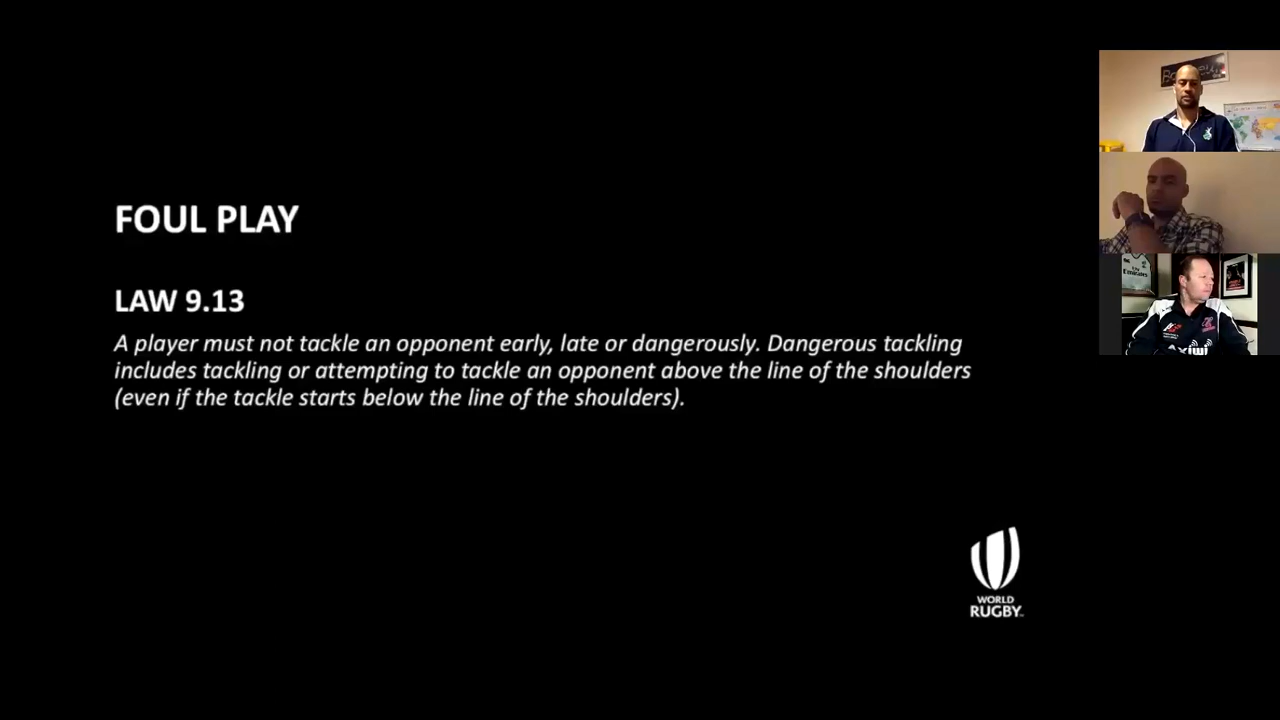 FOUL PLAY
LAW 9.13
A player must not tackle an opponent early, late or dangerously. Dangerous tackling
includes tackling or attempting to tackle an opponent above the line of the shoulders
(even if the tackle starts below the line of the shoulders).
WORLD
RUGBY
Emirates